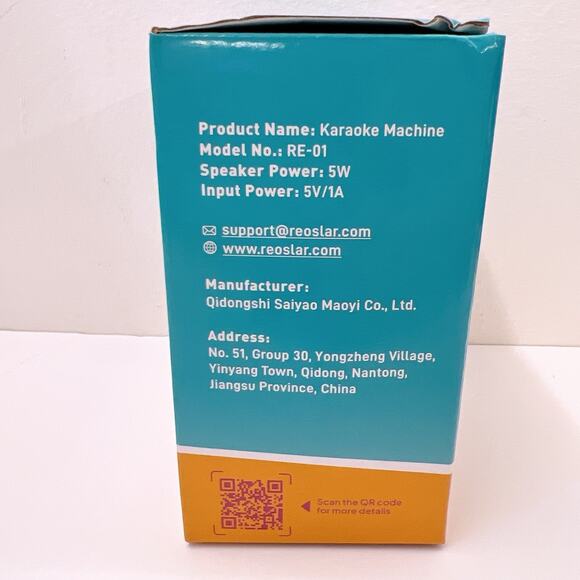 Product Name: Karaoke Machine
Model No.: RE-01
Speaker Power: 5W
Input Power: 5V/1A
support@reoslar.com
www.reoslar.com
Manufacturer:
Qidongshi Saiyao Maoyi Co., Ltd.
Address:
No. 51, Group 30, Yongzheng Village,
Yinyang Town, Qidong, Nantong,
Jiangsu Province, China
Scan the QR code
for more details